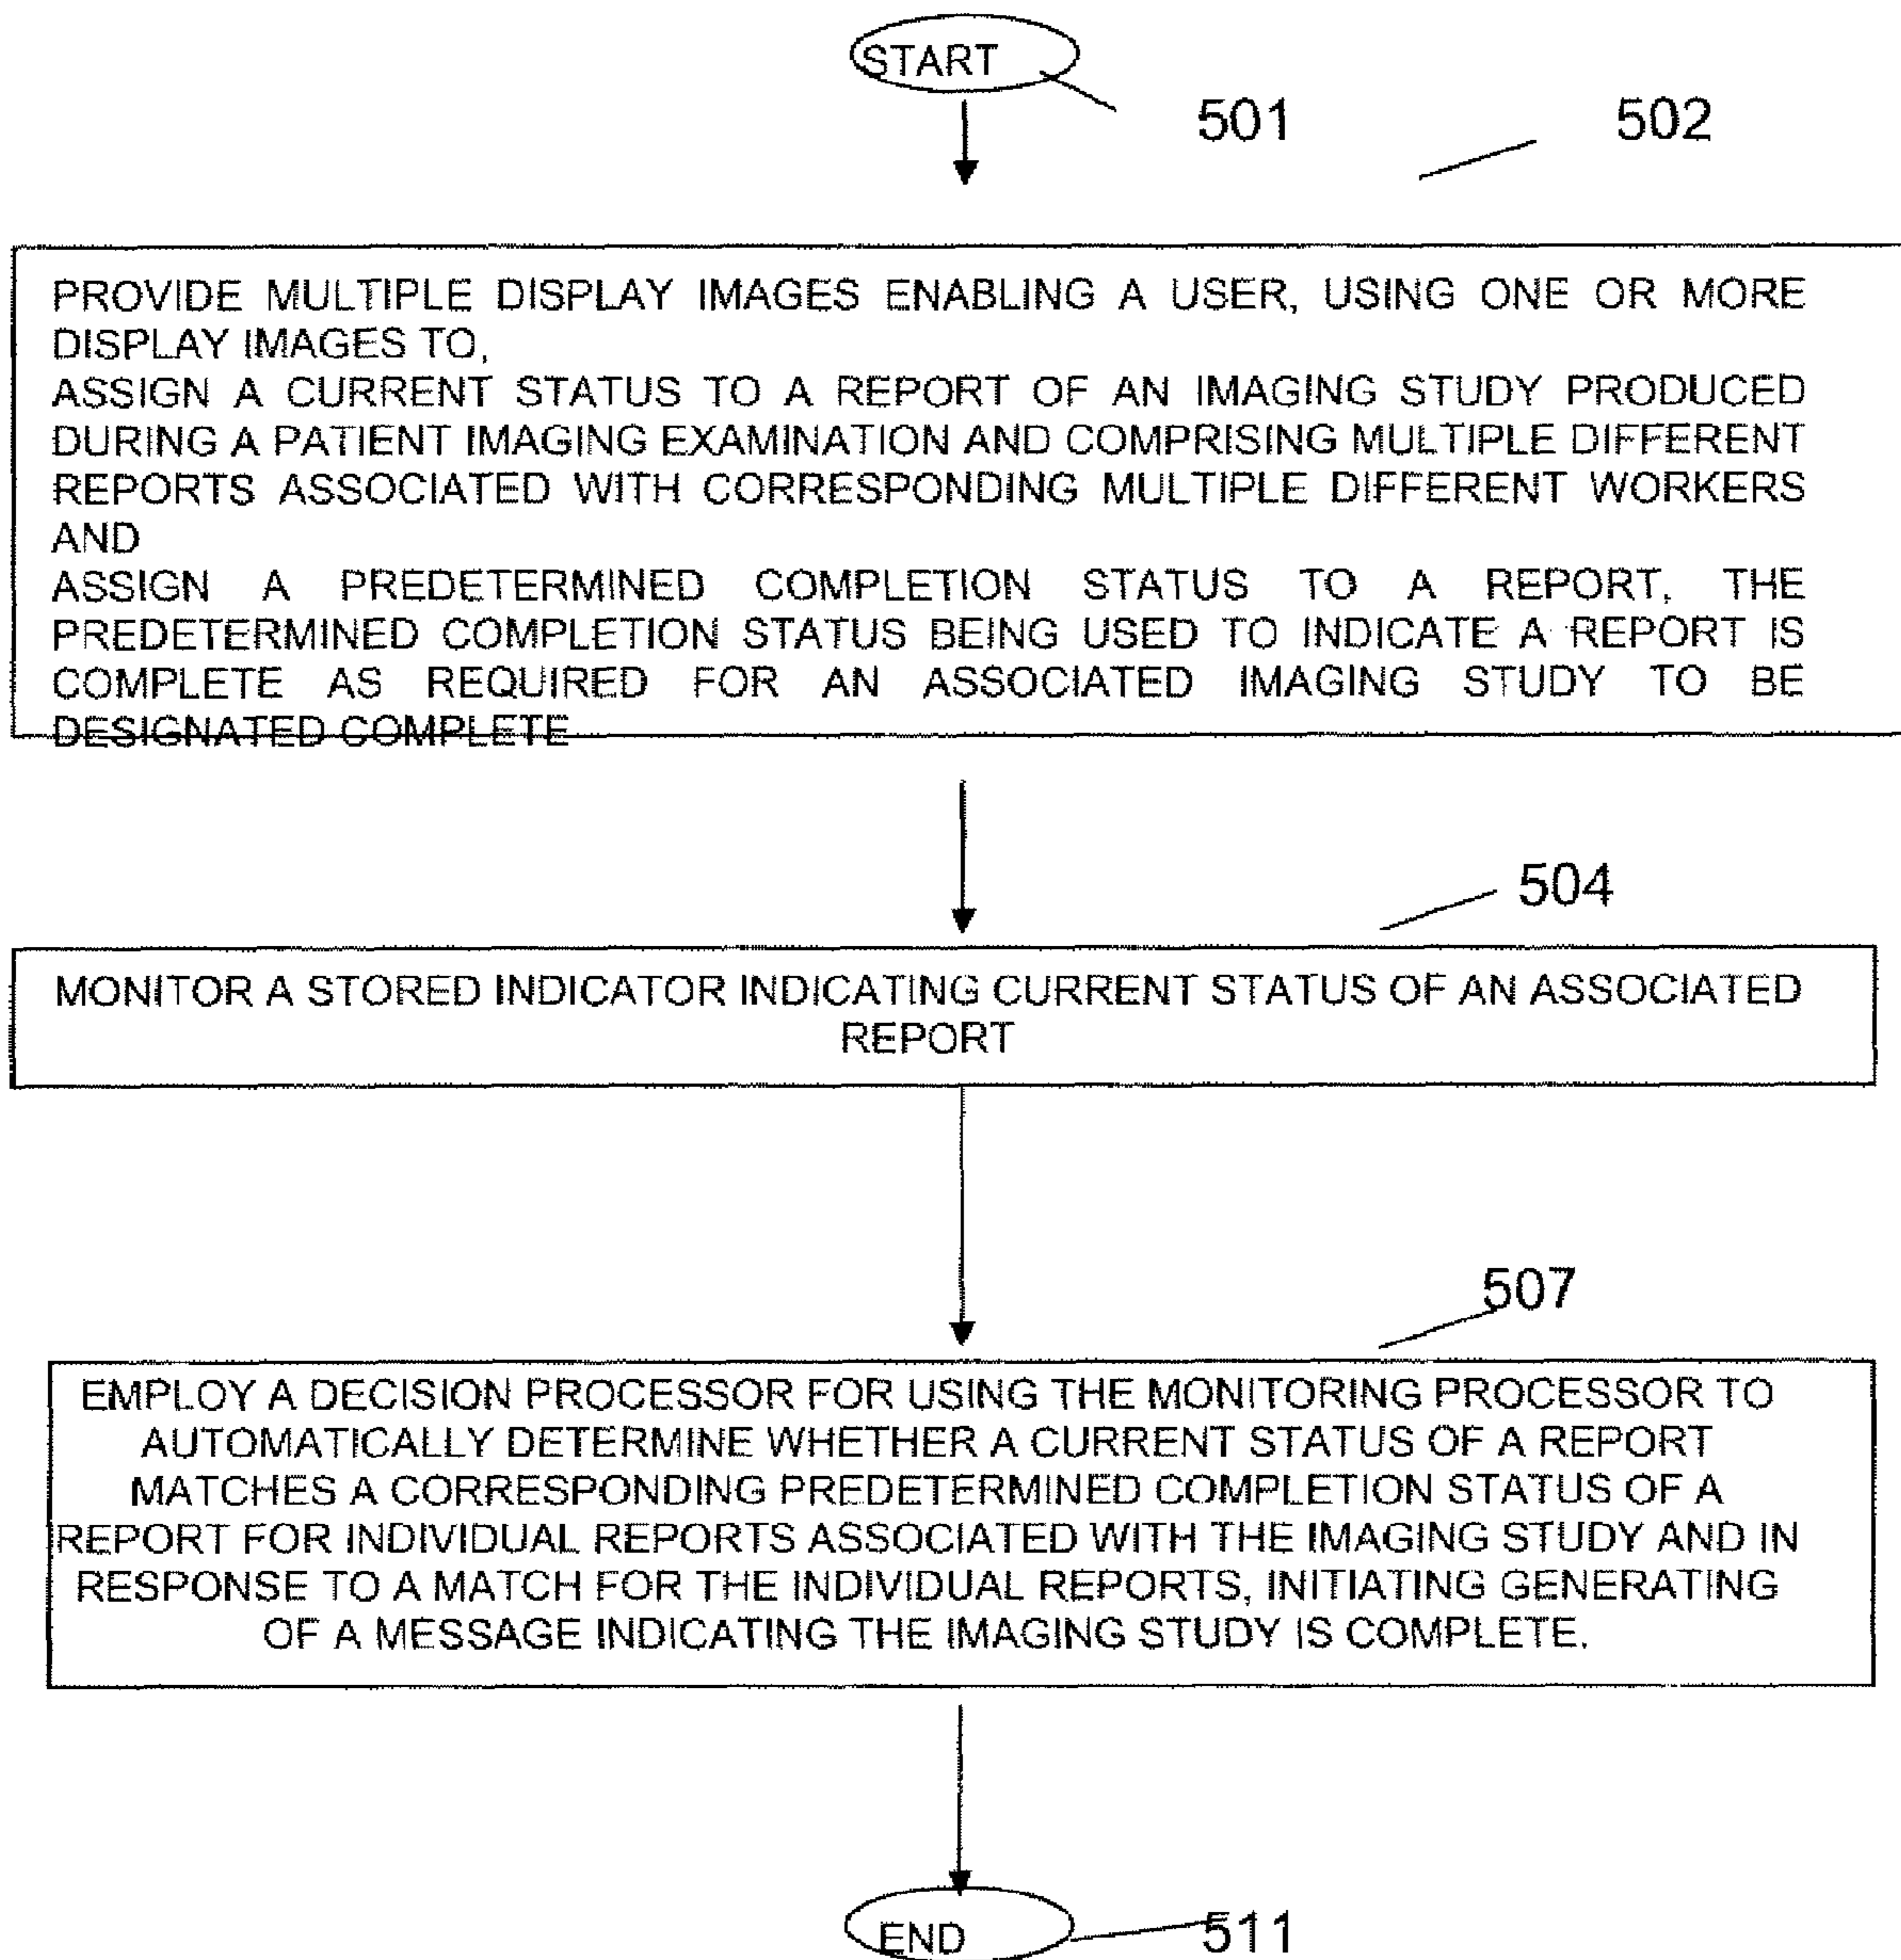 START
501
502
PROVIDE MULTIPLE DISPLAY IMAGES ENABLING A USER, USING ONE OR MORE
DISPLAY IMAGES TO,
ASSIGN A CURRENT STATUS TO A REPORT OF AN IMAGING STUDY PRODUCED
DURING A PATIENT IMAGING EXAMINATION AND COMPRISING MULTIPLE DIFFERENT
REPORTS ASSOCIATED WITH CORRESPONDING MULTIPLE DIFFERENT WORKERS
AND
ASSIGN A PREDETERMINED COMPLETION STATUS TO A REPORT, THE
PREDETERMINED COMPLETION STATUS BEING USED TO INDICATE A REPORT IS
COMPLETE AS REQUIRED FOR AN ASSOCIATED IMAGING STUDY TO BE
DESIGNATED COMPLETE
504
MONITOR A STORED INDICATOR INDICATING CURRENT STATUS OF AN ASSOCIATED
REPORT
507
EMPLOY A DECISION PROCESSOR FOR USING THE MONITORING PROCESSOR TO
AUTOMATICALLY DETERMINE WHETHER A CURRENT STATUS OF A REPORT
MATCHES A CORRESPONDING PREDETERMINED COMPLETION STATUS OF A
REPORT FOR INDIVIDUAL REPORTS ASSOCIATED WITH THE IMAGING STUDY AND IN
RESPONSE TO A MATCH FOR THE INDIVIDUAL REPORTS, INITIATING GENERATING
OF A MESSAGE INDICATING THE IMAGING STUDY IS COMPLETE.
END
511